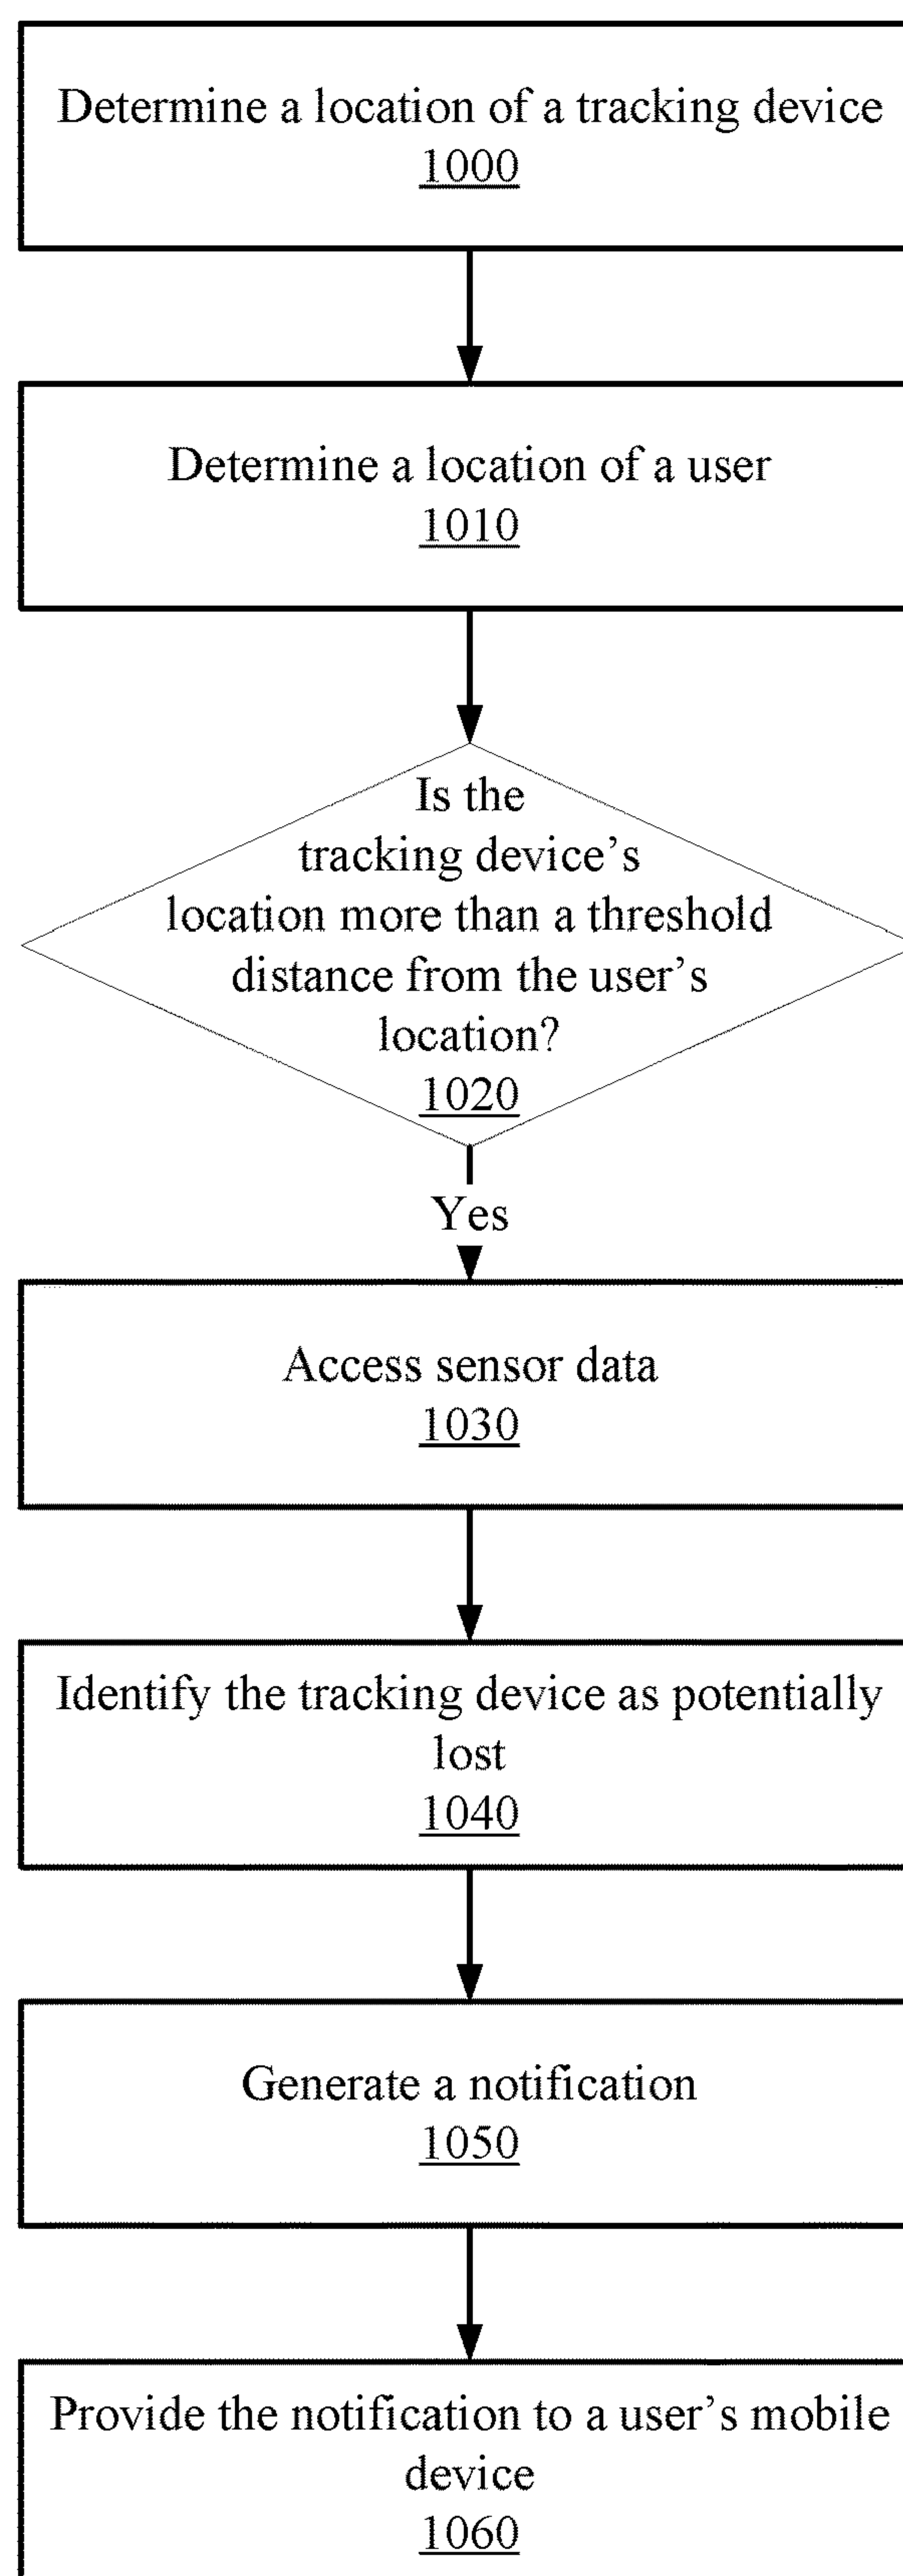 Determine a location of a tracking device
1000
Determine a location of a user
1010
Is the
tracking device’s
location more than a threshold
distance from the user’s
location?
1020
Yes
Access sensor data
1030
Identify the tracking device as potentially
lost
1040
Generate a notification
1050
Provide the notification to a user’s mobile
device
1060